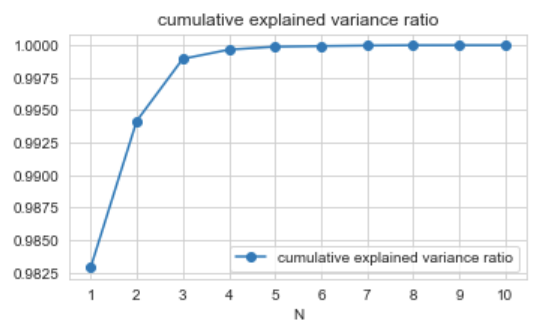 cumulative explained variance ratio
1.0000
0.9975
0.9950
0.9925
0.9900
0.9875
0.9850
0.9825
cumulative explained variance ratio
1 2 3 4 5 6 7 8 9 10
N